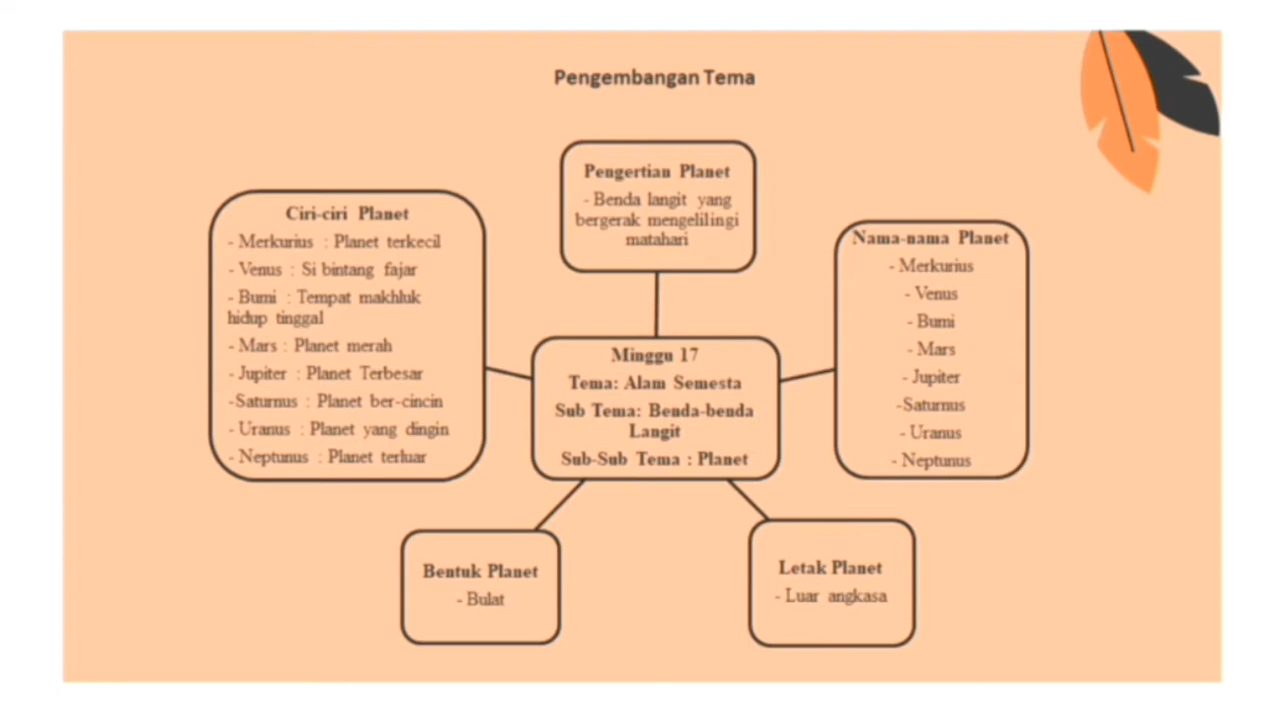 Pengembangan Tema
Pengertian Planet
- Benda langit yang
bergerak mengelilingi
matahari
Ciri-ciri Planet
- Merkurius : Planet terkecil
- Venus : Si bintang fajar
- Bumi : Tempat makhluk
hidup tinggal
- Mars : Planet merah
- Jupiter : Planet Terbesar
-Saturnus : Planet ber-cincin
- Uranus : Planet yang dingin
- Neptunus : Planet terluar
Minggu 17
Tema: Alam Semesta
Sub Tema: Benda-benda
Langit
Sub-Sub Tema : Planet
Nama-nama Planet
- Merkurius
- Venus
- Bumi
- Mars
- Jupiter
-Saturnus
- Uranus
- Neptunus
Bentuk Planet
- Bulat
Letak Planet
- Luar angkasa